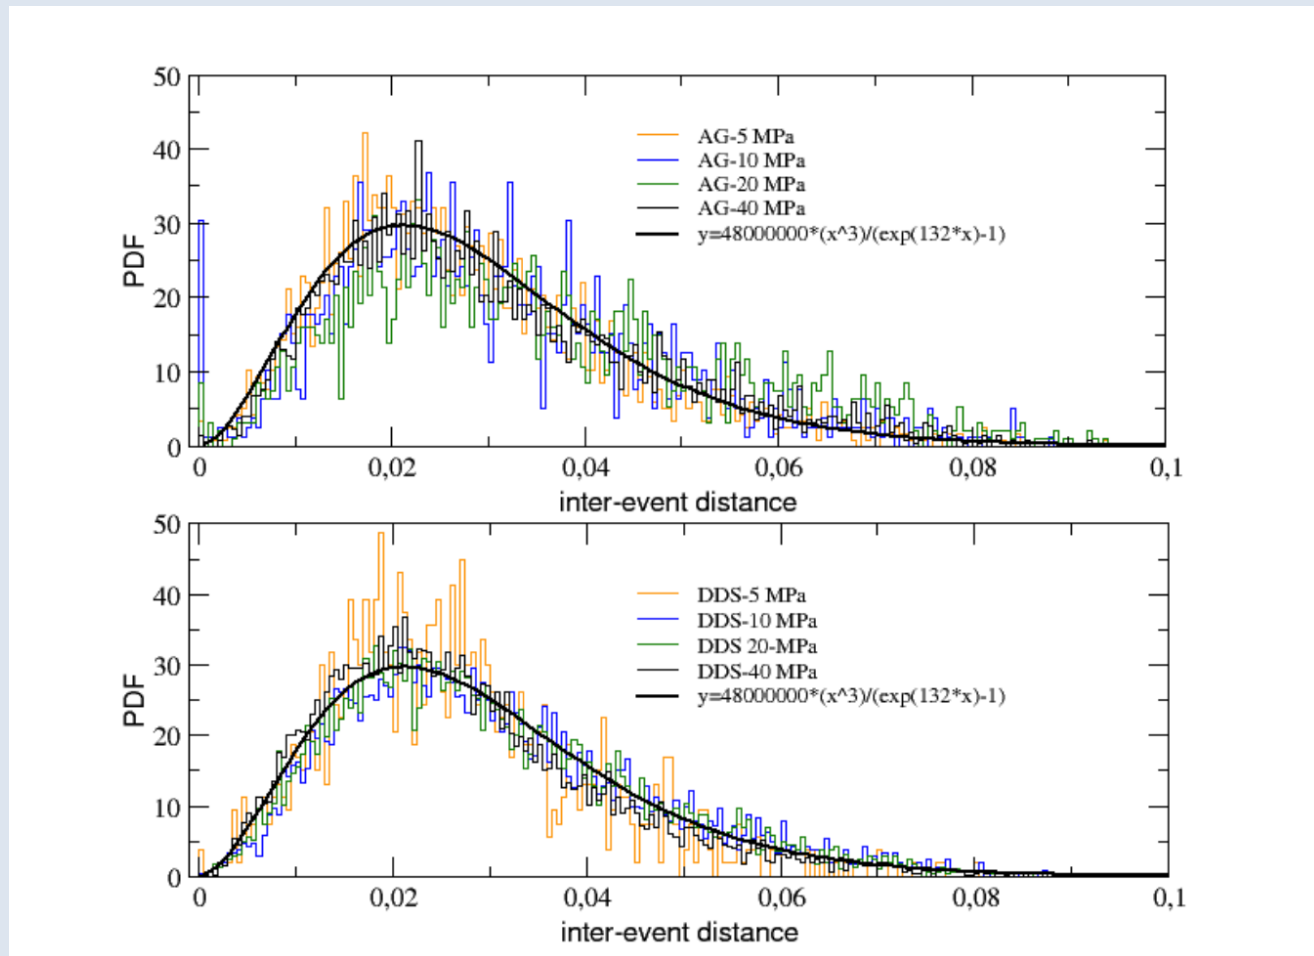 50
40
30
20
10
0
PDF
AG-5 MPa
AG-10 MPa
AG-20 MPa
AG-40 MPa
y=48000000*(x^3)/(exp(132*x)-1)
0 0,02 0,04 0,06 0,08 0,1
inter-event distance
50
40
30
20
10
0
PDF
DDS-5 MPa
DDS-10 MPa
DDS 20-MPa
DDS-40 MPa
y=48000000*(x^3)/(exp(132*x)-1)
0 0,02 0,04 0,06 0,08 0,1
inter-event distance